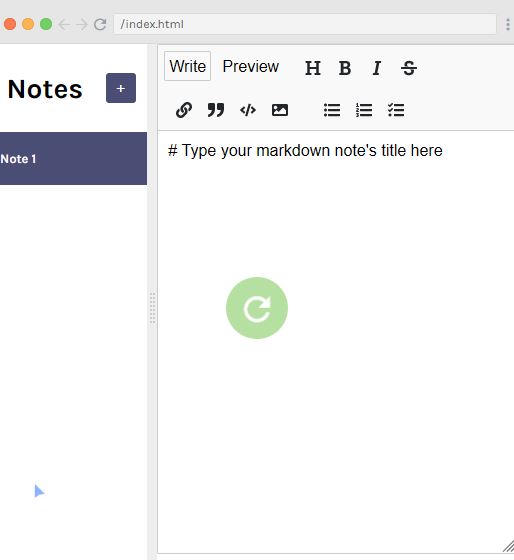 /index.html
Notes
+
Write Preview H B I S
Note 1
# Type your markdown note's title here